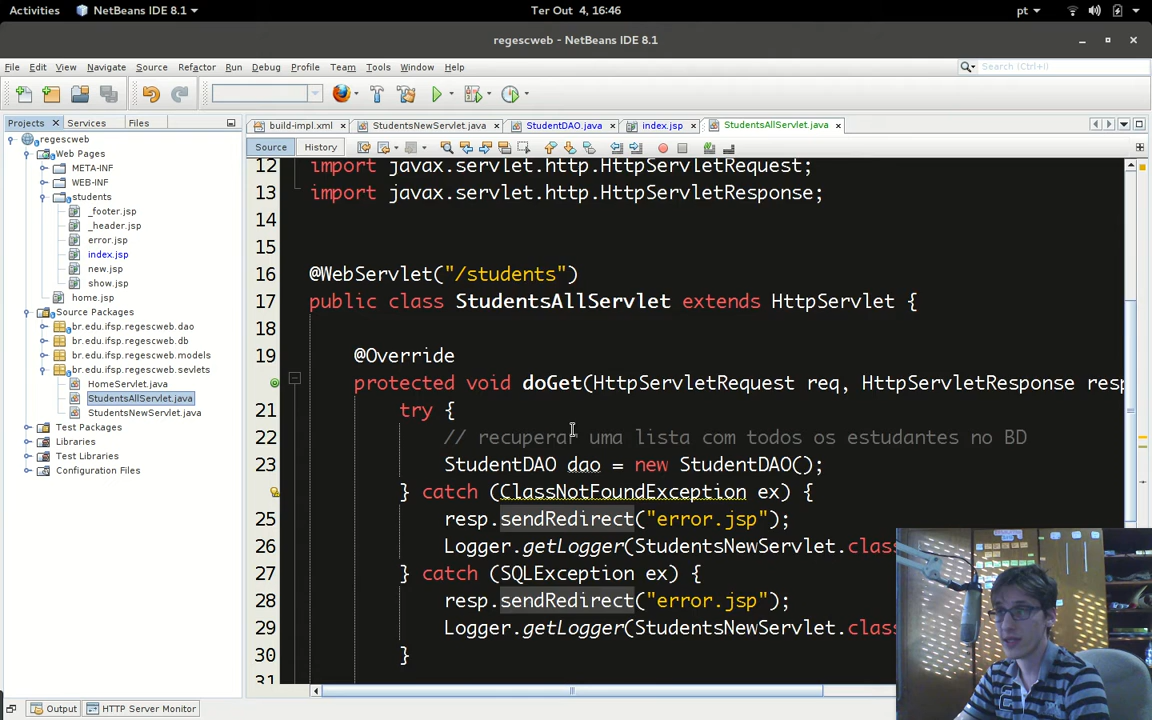 Activities NetBeans IDE 8.1 Ter Out 4, 16:46 pt
regescweb - NetBeans IDE 8.1
File Edit View Navigate Source Refactor Run Debug Profile Team Tools Window Help Search (Ctrl+I)
Projects Services Files
build-impl.xml StudentsNewServlet.java StudentDAO.java index.jsp StudentsAllServlet.java
Source History
regescweb
Web Pages
META-INF
WEB-INF
students
_footer.jsp
_header.jsp
error.jsp
index.jsp
new.jsp
show.jsp
home.jsp
Source Packages
br.edu.ifsp.regescweb.dao
br.edu.ifsp.regescweb.db
br.edu.ifsp.regescweb.models
br.edu.ifsp.regescweb.sevlets
HomeServlet.java
StudentsAllServlet.java
StudentsNewServlet.java
Test Packages
Libraries
Test Libraries
Configuration Files
12 import javax.servlet.http.HttpServletRequest;
13 import javax.servlet.http.HttpServletResponse;
14
15
16 @WebServlet("/students")
17 public class StudentsAllServlet extends HttpServlet {
18
19 @Override
protected void doGet(HttpServletRequest req, HttpServletResponse resp
21 try {
22 // recuperar uma lista com todos os estudantes no BD
23 StudentDAO dao = new StudentDAO();
} catch (ClassNotFoundException ex) {
25 resp.sendRedirect("error.jsp");
26 Logger.getLogger(StudentsNewServlet.class
27 } catch (SQLException ex) {
28 resp.sendRedirect("error.jsp");
29 Logger.getLogger(StudentsNewServlet.class
30 }
31
Output HTTP Server Monitor